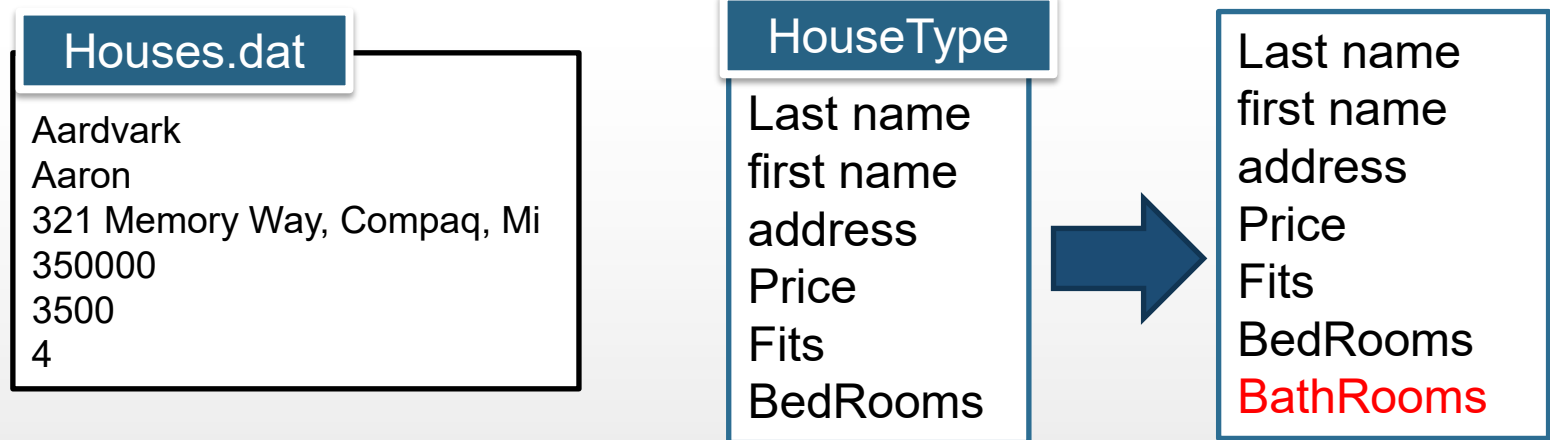 Houses.dat
Aardvark
Aaron
321 Memory Way, Compaq, Mi
350000
3500
4
HouseType
Last name
first name
address
Price
Fits
BedRooms
Last name
first name
address
Price
Fits
BedRooms
BathRooms